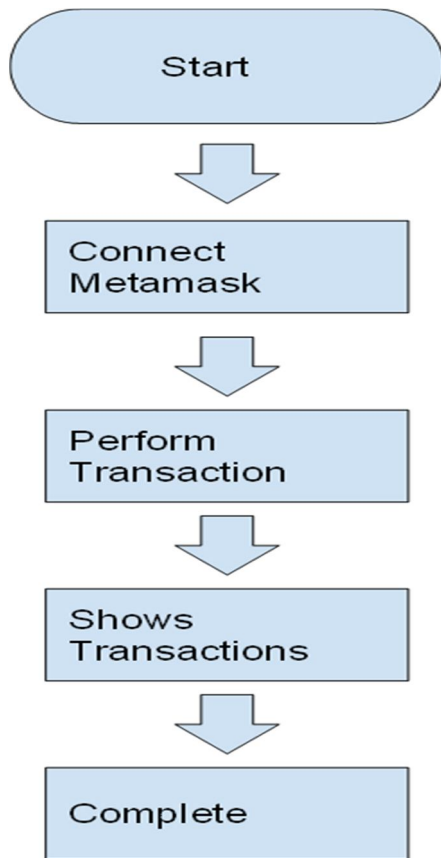 Start
Connect
Metamask
Perform
Transaction
Shows
Transactions
Complete